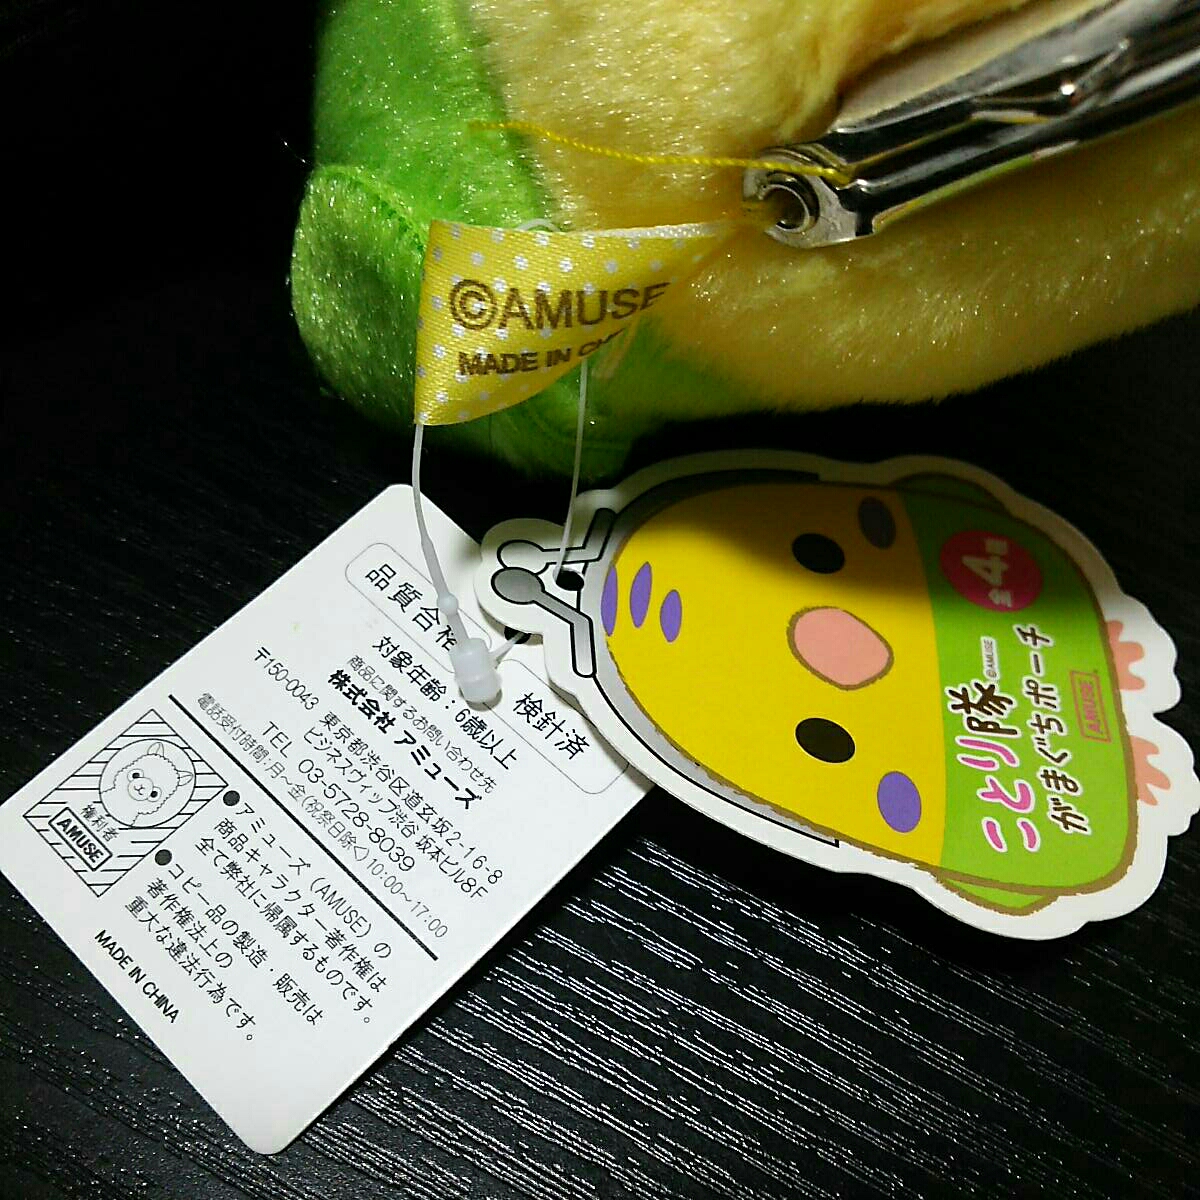 ©AMUSE
MADE IN
品質合格
検針済
対象年齢：6歳以上
商品に関するお問い合わせ先
株式会社 アミューズ
〒150-0043
東京都渋谷区道玄坂2-16-8
ビジネスヴィップ渋谷 坂本ビル8F
TEL 03-5728-8039
電話受付時間:月～金(祝祭日除く)10:00～17:00
権利者
AMUSE
●アミューズ（AMUSE）の
商品キャラクター著作権は
全て弊社に帰属するものです。
●コピー品の製造・販売は
著作権法上の
重大な違法行為です。
MADE IN CHINA
全4種
ことり隊
©AMUSE
がまぐちポーチ
AMUSE